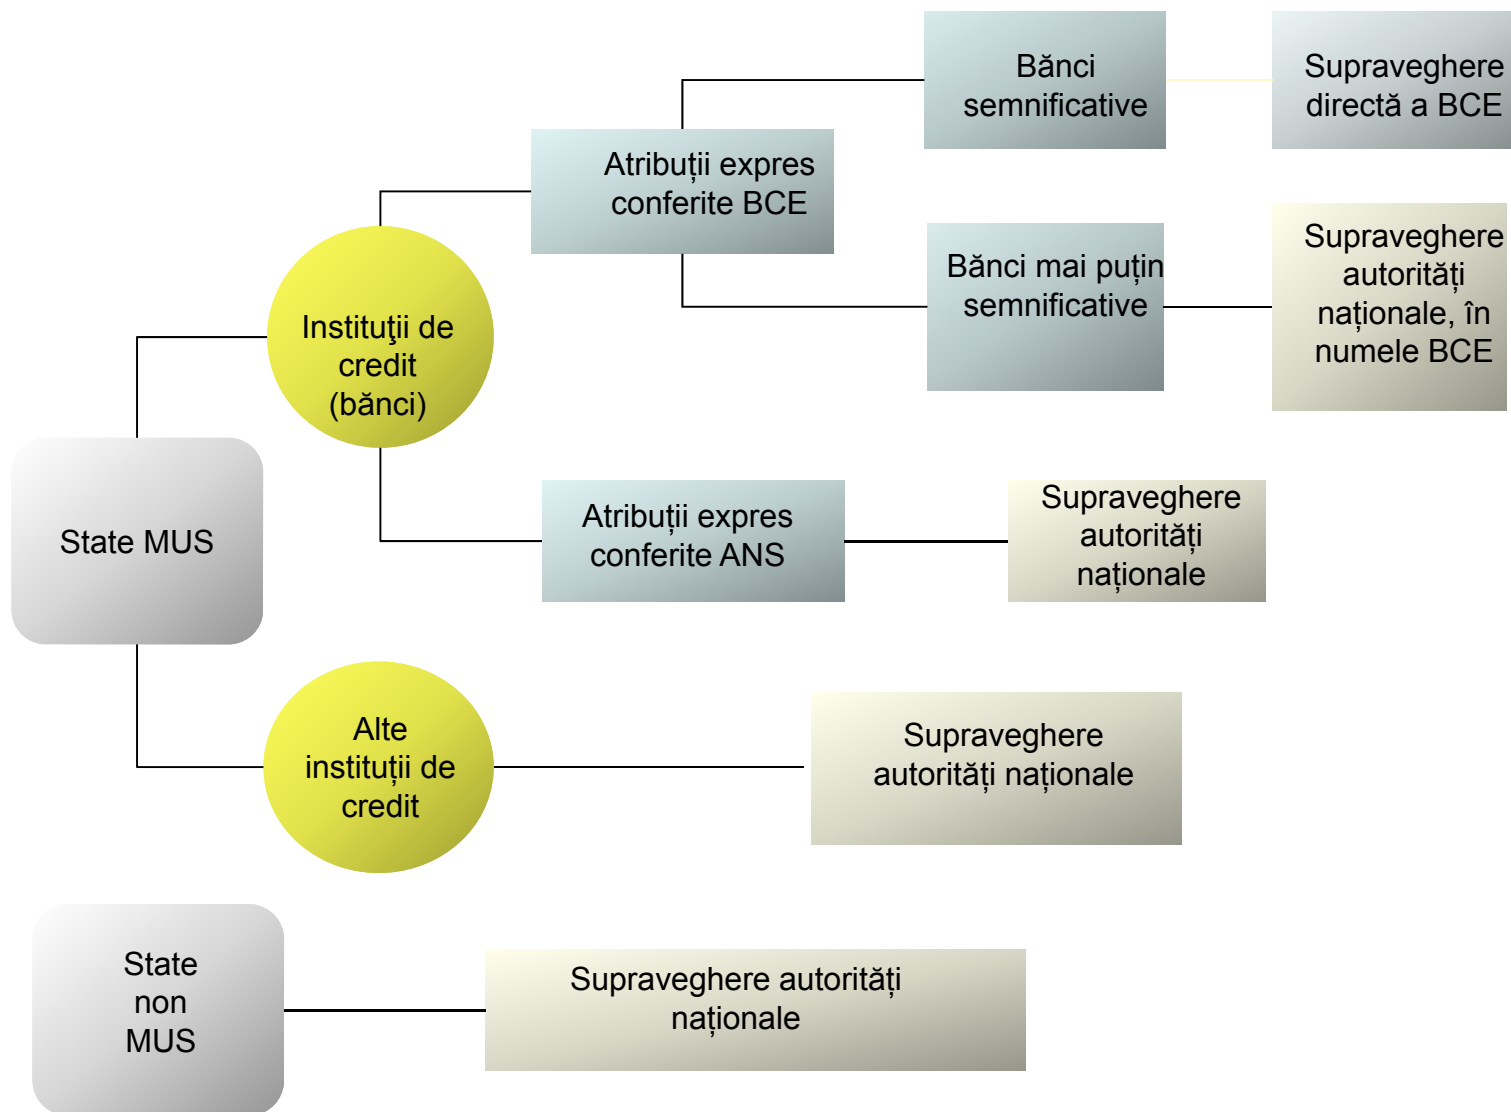 Bănci
semnificative
Supraveghere
directă a BCE
Atribuții expres
conferite BCE
Bănci mai puțin
semnificative
Supraveghere
autorități
naționale, în
numele BCE
Instituţii de
credit
(bănci)
State MUS
Atribuții expres
conferite ANS
Supraveghere
autorități
naționale
Alte
instituții de
credit
Supraveghere
autorități naționale
State
non
MUS
Supraveghere autorități
naționale